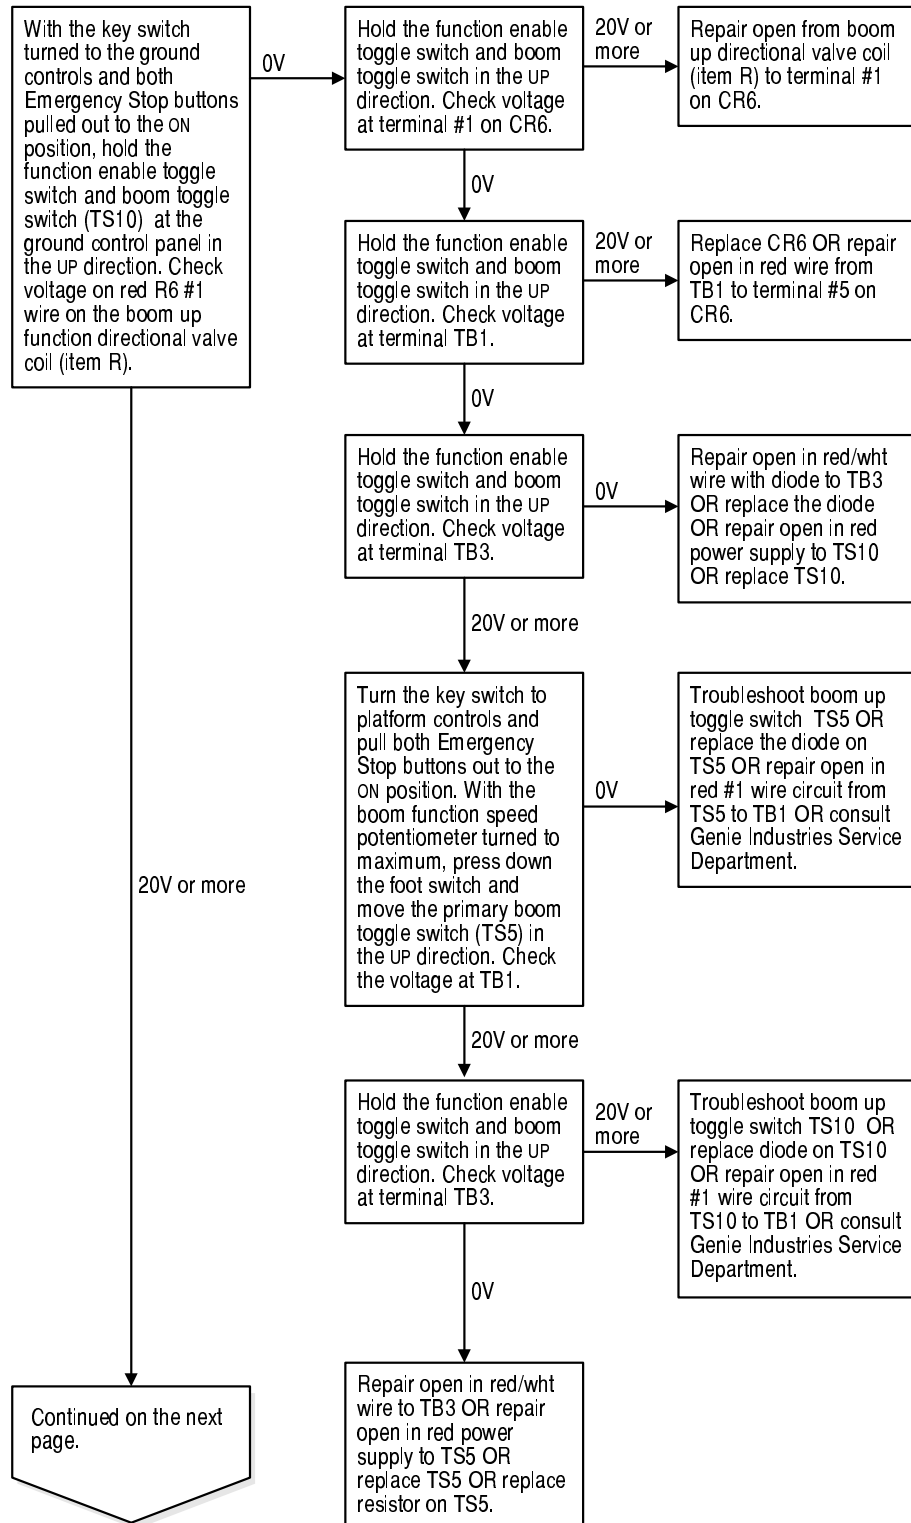 With the key switch
turned to the ground
controls and both
Emergency Stop buttons
pulled out to the ON
position, hold the
function enable toggle
switch and boom toggle
switch (TS10) at the
ground control panel in
the UP direction. Check
voltage on red R6 #1
wire on the boom up
function directional valve
coil (item R).
0V
Hold the function enable
toggle switch and boom
toggle switch in the UP
direction. Check voltage
at terminal #1 on CR6.
20V or
more
Repair open from boom
up directional valve coil
(item R) to terminal #1
on CR6.
0V
Hold the function enable
toggle switch and boom
toggle switch in the UP
direction. Check voltage
at terminal TB1.
20V or
more
Replace CR6 OR repair
open in red wire from
TB1 to terminal #5 on
CR6.
0V
Hold the function enable
toggle switch and boom
toggle switch in the UP
direction. Check voltage
at terminal TB3.
0V
Repair open in red/wht
wire with diode to TB3
OR replace the diode
OR repair open in red
power supply to TS10
OR replace TS10.
20V or more
Turn the key switch to
platform controls and
pull both Emergency
Stop buttons out to the
ON position. With the
boom function speed
potentiometer turned to
maximum, press down
the foot switch and
move the primary boom
toggle switch (TS5) in
the UP direction. Check
the voltage at TB1.
0V
Troubleshoot boom up
toggle switch TS5 OR
replace the diode on
TS5 OR repair open in
red #1 wire circuit from
TS5 to TB1 OR consult
Genie Industries Service
Department.
20V or more
20V or more
Hold the function enable
toggle switch and boom
toggle switch in the UP
direction. Check voltage
at terminal TB3.
20V or
more
Troubleshoot boom up
toggle switch TS10 OR
replace diode on TS10
OR repair open in red
#1 wire circuit from
TS10 to TB1 OR consult
Genie Industries Service
Department.
0V
Continued on the next
page.
Repair open in red/wht
wire to TB3 OR repair
open in red power
supply to TS5 OR
replace TS5 OR replace
resistor on TS5.